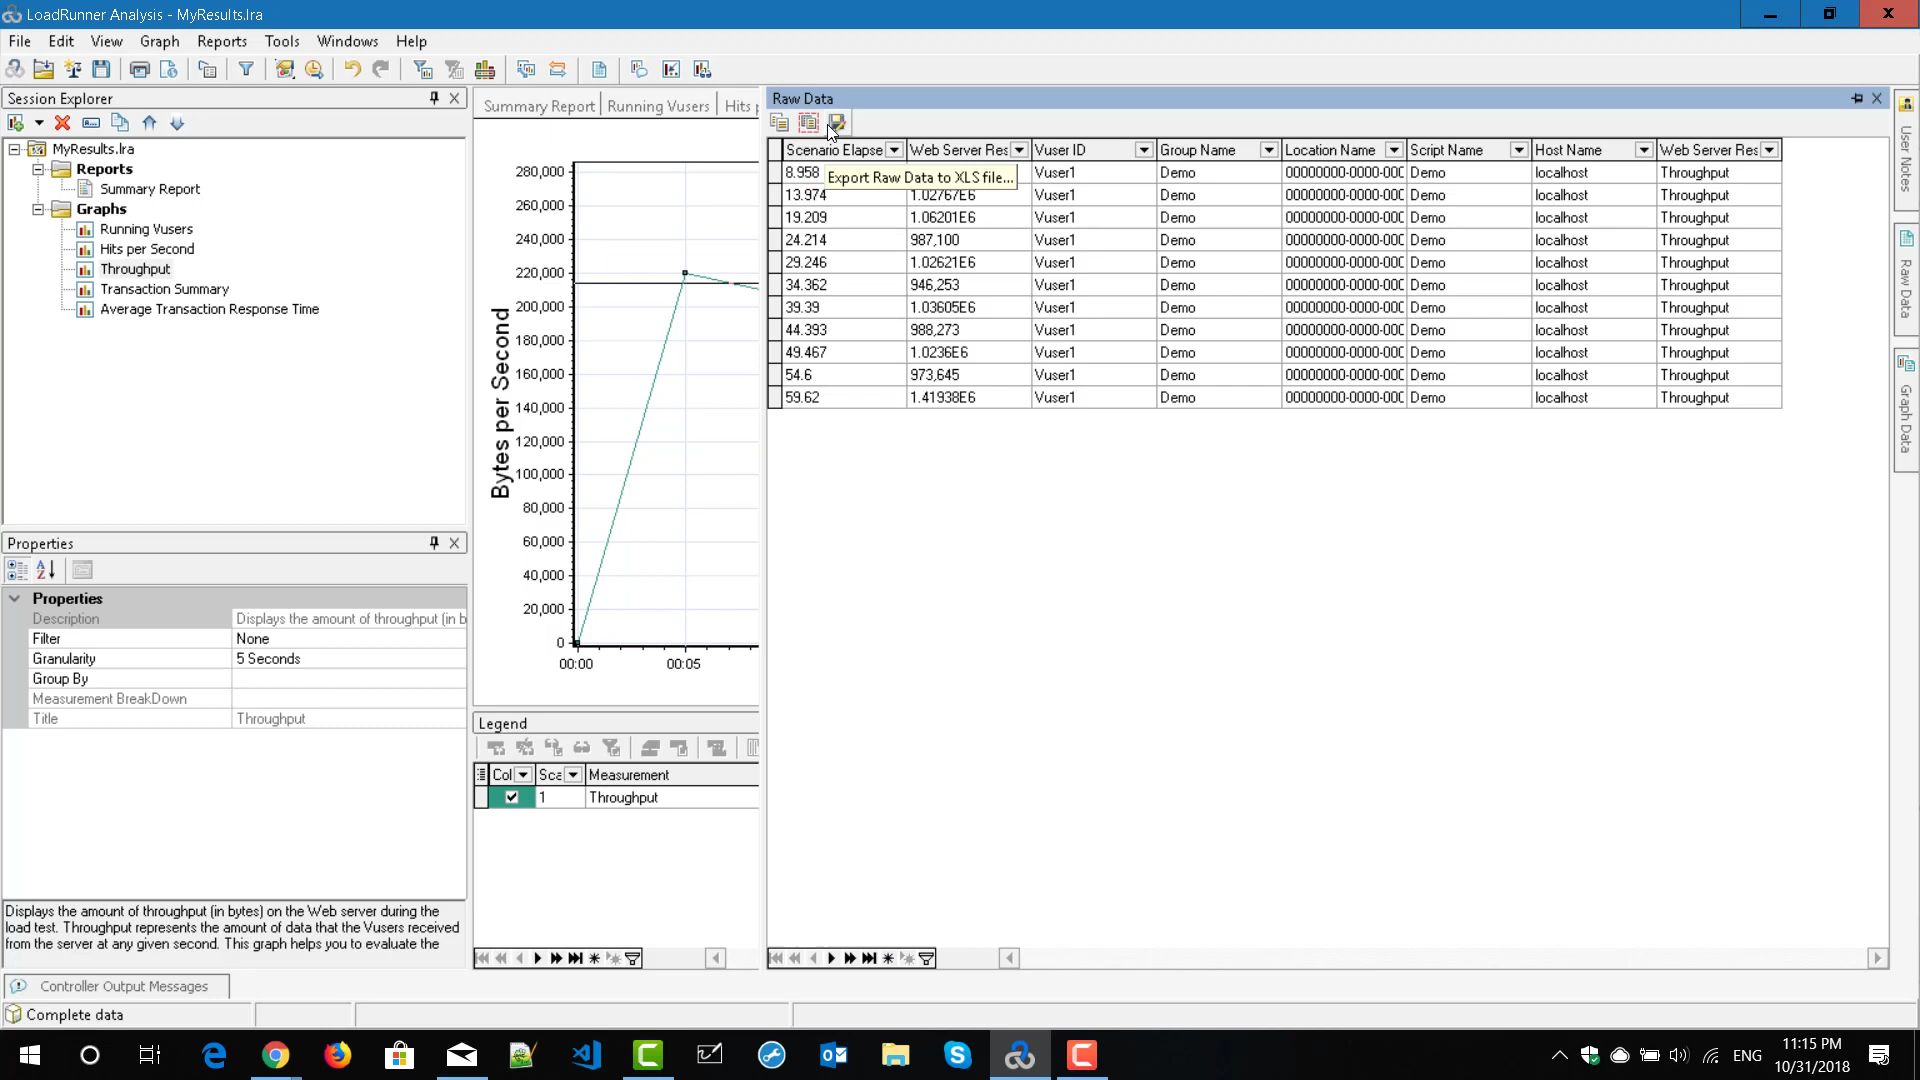 LoadRunner Analysis - MyResults.lra
File Edit View Graph Reports Tools Windows Help
Session Explorer
MyResults.lra
Reports
Summary Report
Graphs
Running Vusers
Hits per Second
Throughput
Transaction Summary
Average Transaction Response Time
Properties
Properties
Description Displays the amount of throughput (in b
Filter None
Granularity 5 Seconds
Group By
Measurement BreakDown
Title Throughput
Displays the amount of throughput (in bytes) on the Web server during the
load test. Throughput represents the amount of data that the Vusers received
from the server at any given second. This graph helps you to evaluate the
Controller Output Messages
Complete data
Summary Report Running Vusers Hits p
Bytes per Second
280,000
260,000
240,000
220,000
200,000
180,000
160,000
140,000
120,000
100,000
80,000
60,000
40,000
20,000
0
00:00 00:05
Legend
Col Sca Measurement
1 Throughput
Raw Data
Scenario Elapse Web Server Res Vuser ID Group Name Location Name Script Name Host Name Web Server Res
8.958 Vuser1 Demo 00000000-0000-000 Demo localhost Throughput
Export Raw Data to XLS file...
13.974 1.02767E6 Vuser1 Demo 00000000-0000-000 Demo localhost Throughput
19.209 1.06201E6 Vuser1 Demo 00000000-0000-000 Demo localhost Throughput
24.214 987,100 Vuser1 Demo 00000000-0000-000 Demo localhost Throughput
29.246 1.02621E6 Vuser1 Demo 00000000-0000-000 Demo localhost Throughput
34.362 946,253 Vuser1 Demo 00000000-0000-000 Demo localhost Throughput
39.39 1.03605E6 Vuser1 Demo 00000000-0000-000 Demo localhost Throughput
44.393 988,273 Vuser1 Demo 00000000-0000-000 Demo localhost Throughput
49.467 1.0236E6 Vuser1 Demo 00000000-0000-000 Demo localhost Throughput
54.6 973,645 Vuser1 Demo 00000000-0000-000 Demo localhost Throughput
59.62 1.41938E6 Vuser1 Demo 00000000-0000-000 Demo localhost Throughput
User Notes
Raw Data
Graph Data
ENG
11:15 PM
10/31/2018